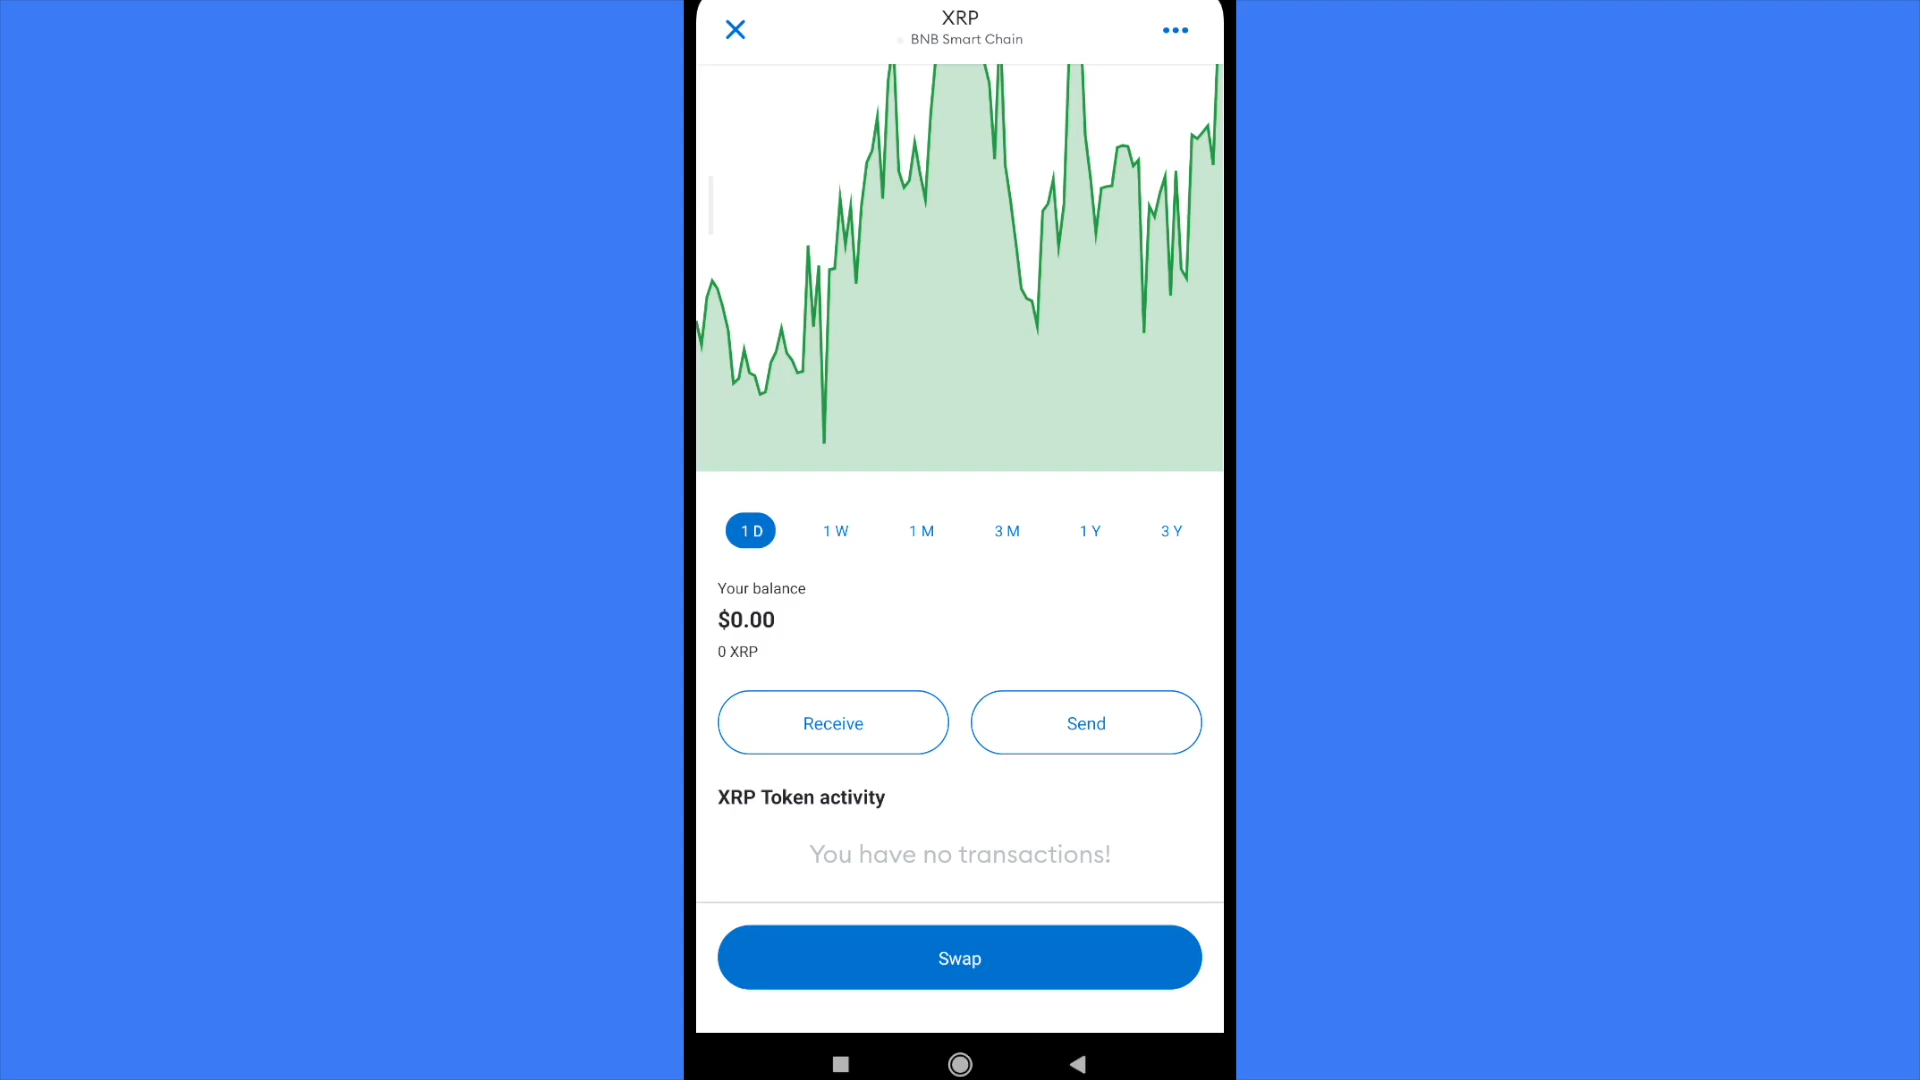 XRP
BNB Smart Chain
1 D
1 W
1 M
3 M
1 Y
3 Y
Your balance
$0.00
0 XRP
Receive
Send
XRP Token activity
You have no transactions!
Swap